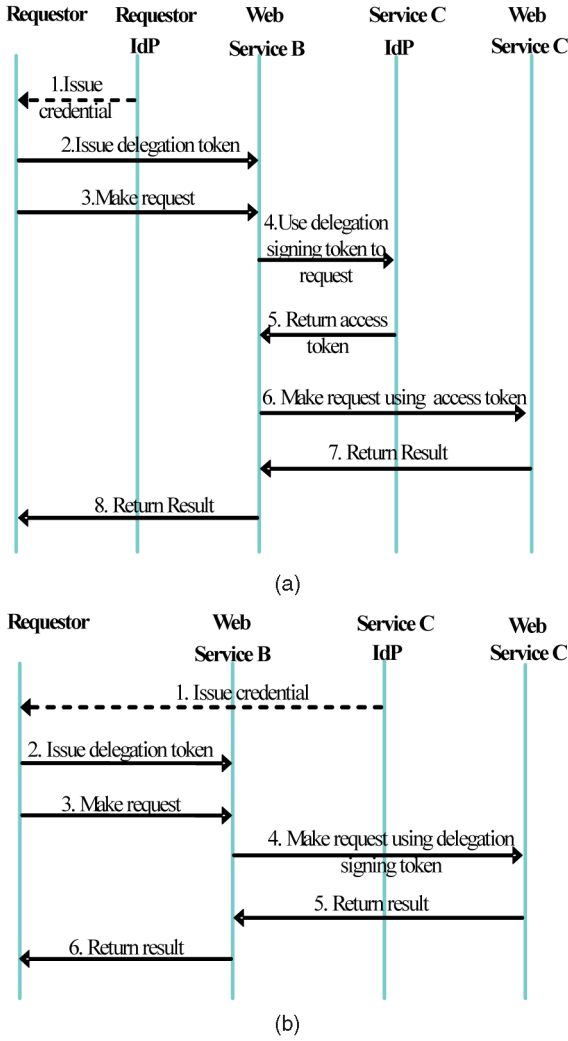 Requestor Requestor Web Service C Web
IdP Service B IdP Service C
1.Issue
credential
2.Issue delegation token
3.Make request
4.Use delegation
signing token to
request
5. Return access
token
6. Make request using access token
7. Return Result
8. Return Result
(a)
Requestor Web Service C Web
Service B IdP Service C
1. Issue credential
2. Issue delegation token
3. Make request
4. Make request using delegation
signing token
5. Return result
6. Return result
(b)